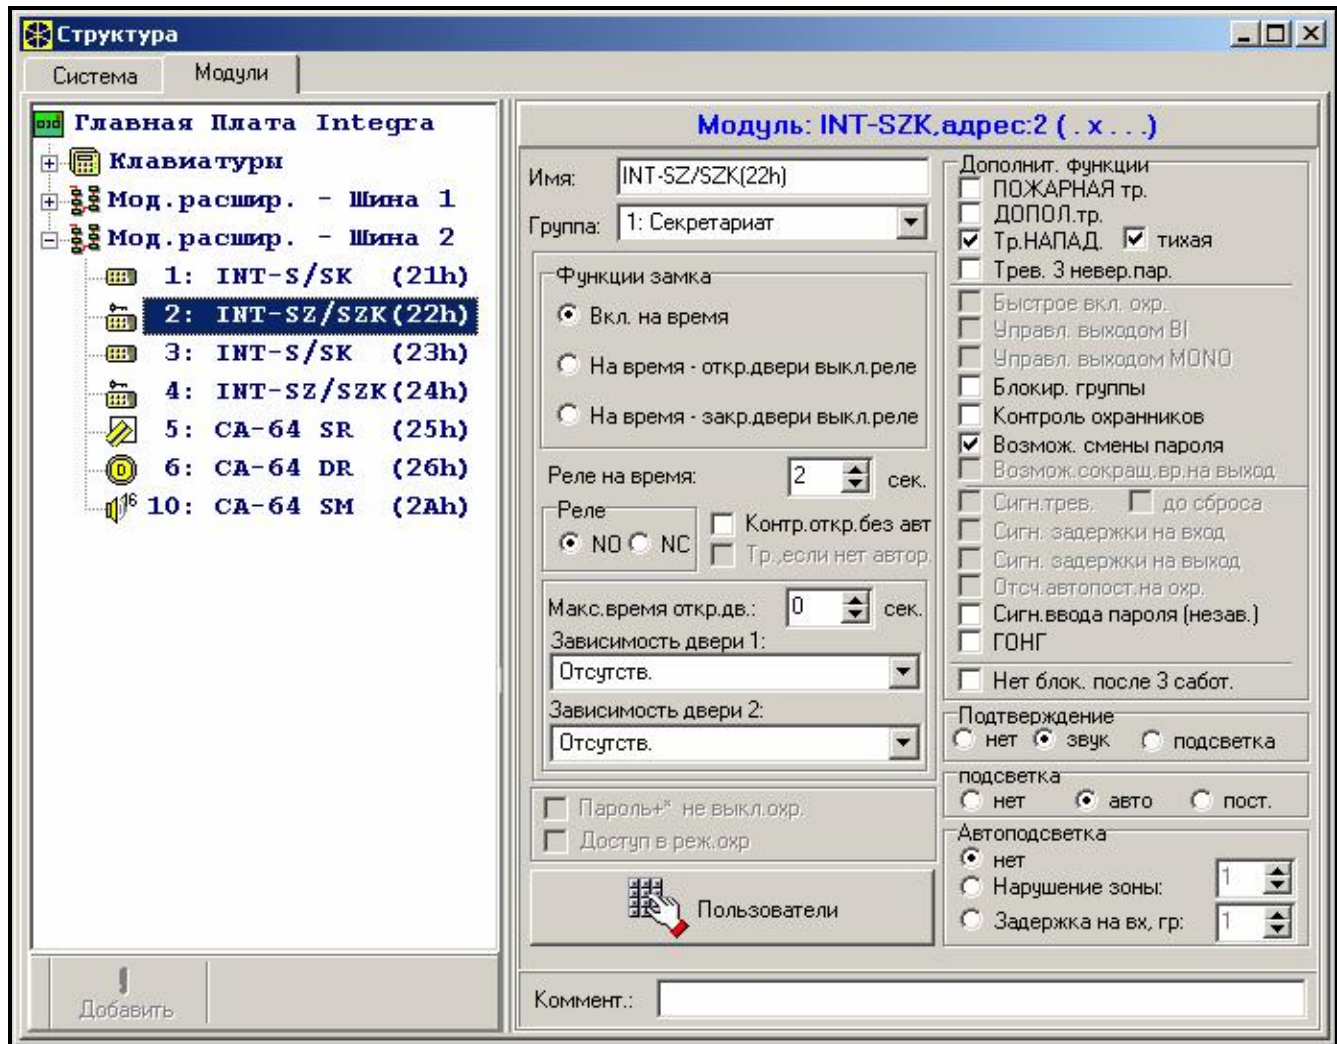 Структура
Система Модули
Главная Плата Integra
Клавиатуры
Мод.расшир. - Шина 1
Мод.расшир. - Шина 2
1: INT-S/SK (21h)
2: INT-SZ/SZK(22h)
3: INT-S/SK (23h)
4: INT-SZ/SZK(24h)
5: CA-64 SR (25h)
6: CA-64 DR (26h)
10: CA-64 SM (2Ah)
Добавить
Модуль: INT-SZK,адрес:2 ( . x . . .)
Имя: INT-SZ/SZK(22h)
Группа: 1: Секретариат
Функции замка
Вкл. на время
На время - откр.двери выкл.реле
На время - закр.двери выкл.реле
Реле на время: 2 сек.
Реле
NO NC
Контр.откр.без авт
Тр.,если нет автор.
Макс.время откр.дв.: 0 сек.
Зависимость двери 1:
Отсутств.
Зависимость двери 2:
Отсутств.
Пароль+* не выкл.охр.
Доступ в реж.охр
Пользователи
Дополнит. функции
ПОЖАРНАЯ тр.
ДОПОЛ.тр.
Тр.НАПАД. тихая
Трев. 3 невер.пар.
Быстрое вкл. охр.
Управл. выходом BI
Управл. выходом MONO
Блокир. группы
Контроль охранников
Возмож. смены пароля
Возмож.сокращ.вр.на выход
Сигн.трев. до сброса
Сигн. задержки на вход
Сигн. задержки на выход
Отсч.автопост.на охр.
Сигн.ввода пароля (незав.)
ГОНГ
Нет блок. после 3 сабот.
Подтверждение
нет звук подсветка
подсветка
нет авто пост.
Автоподсветка
нет
Нарушение зоны: 1
Задержка на вх, гр: 1
Коммент.: